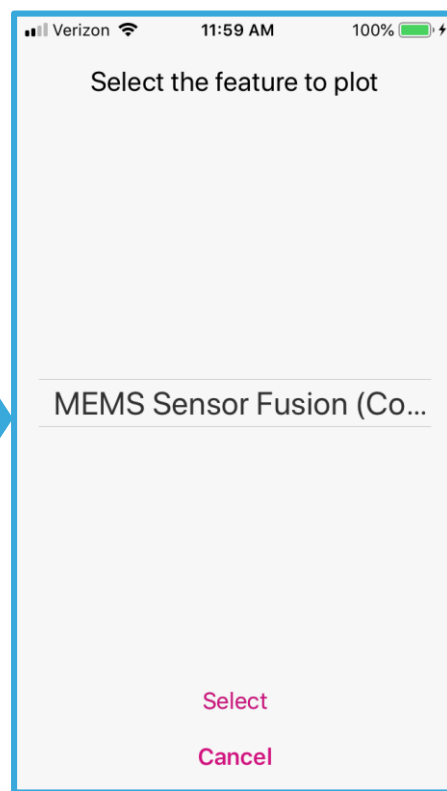 Verizon 11:59 AM 100%
Select the feature to plot
MEMS Sensor Fusion (Co...
Select
Cancel